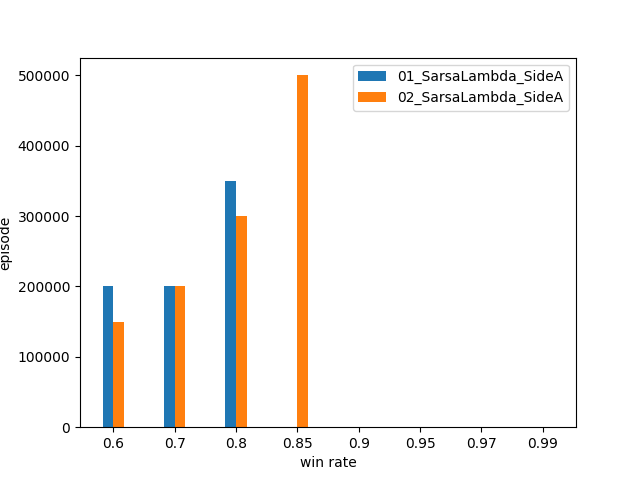 500000
400000
300000
200000
100000
0
episode
01_SarsaLambda_SideA
02_SarsaLambda_SideA
0.6 0.7 0.8 0.85 0.9 0.95 0.97 0.99
win rate